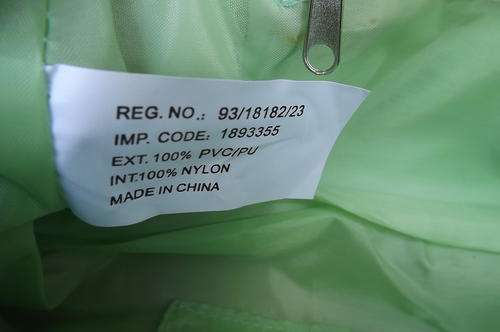 REG. NO.: 93/18182/23
IMP. CODE: 1893355
EXT. 100% PVC/PU
INT.100% NYLON
MADE IN CHINA